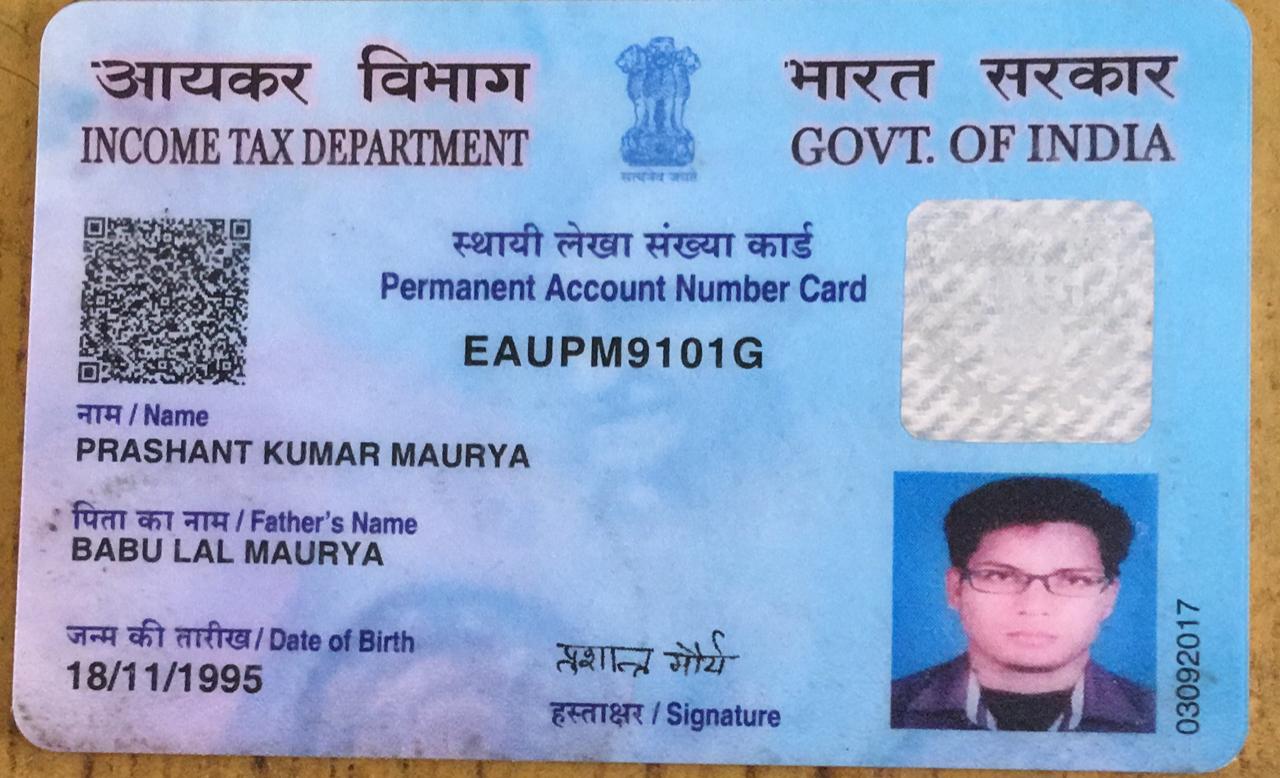 आयकर विभाग
INCOME TAX DEPARTMENT
सत्यमेव जयते
भारत सरकार
GOVT. OF INDIA
स्थायी लेखा संख्या कार्ड
Permanent Account Number Card
EAUPM9101G
नाम / Name
PRASHANT KUMAR MAURYA
पिता का नाम / Father's Name
BABU LAL MAURYA
जन्म की तारीख / Date of Birth
18/11/1995
प्रशान्त मौर्य
हस्ताक्षर / Signature
03092017